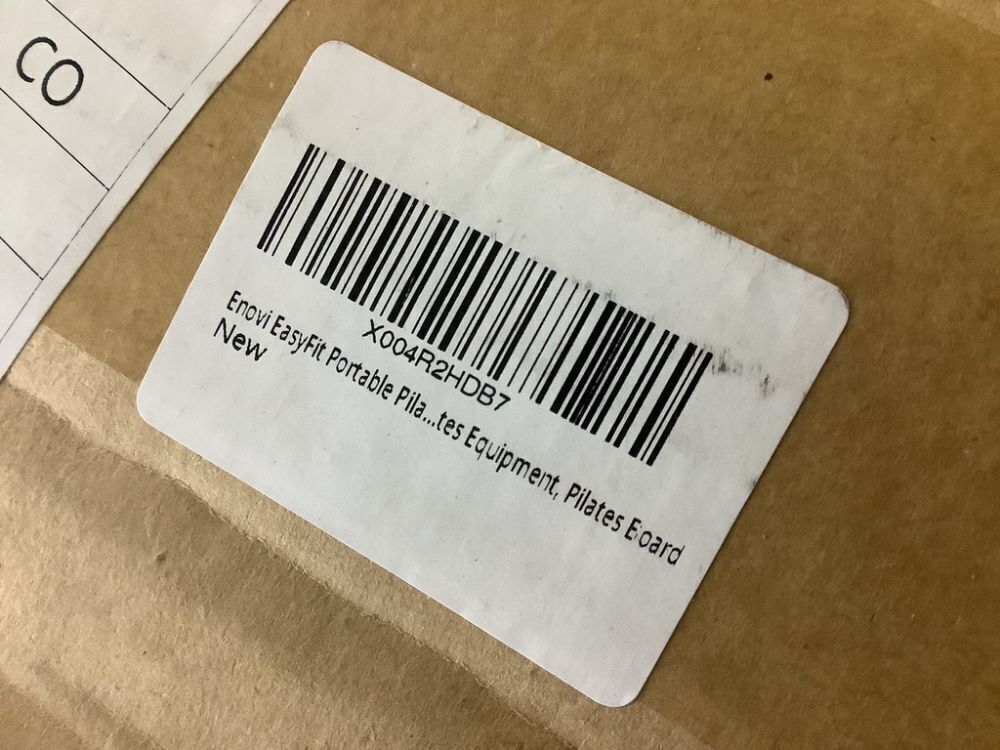 CO
X004R2HDB7
Enovi EasyFit Portable Pila...tes Equipment, Pilates Board
New